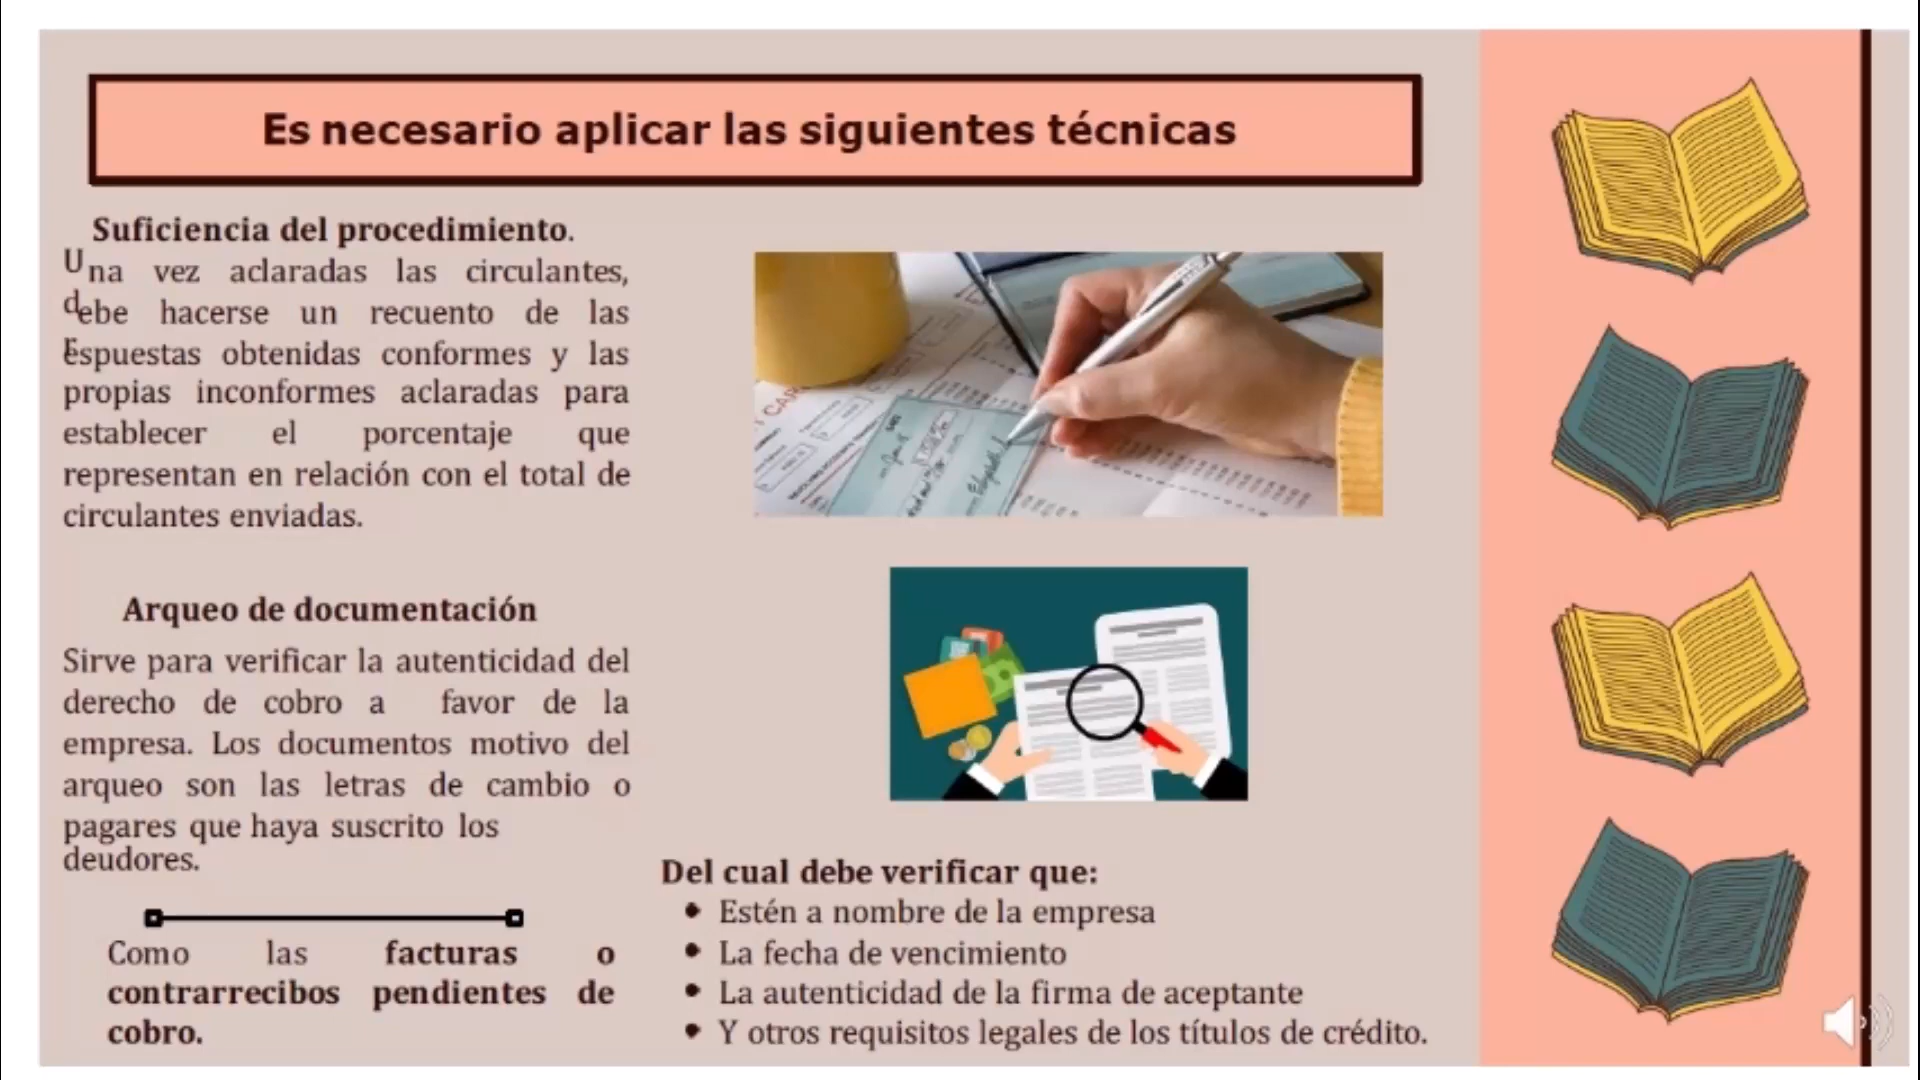 Es necesario aplicar las siguientes técnicas
Suficiencia del procedimiento.
Una vez aclaradas las circulantes,
debe hacerse un recuento de las
respuestas obtenidas conformes y las
propias inconformes aclaradas para
establecer el porcentaje que
representan en relación con el total de
circulantes enviadas.
Arqueo de documentación
Sirve para verificar la autenticidad del
derecho de cobro a favor de la
empresa. Los documentos motivo del
arqueo son las letras de cambio o
pagares que haya suscrito los
deudores.
Como las facturas o
contrarrecibos pendientes de
cobro.
Del cual debe verificar que:
• Estén a nombre de la empresa
• La fecha de vencimiento
• La autenticidad de la firma de aceptante
• Y otros requisitos legales de los títulos de crédito.